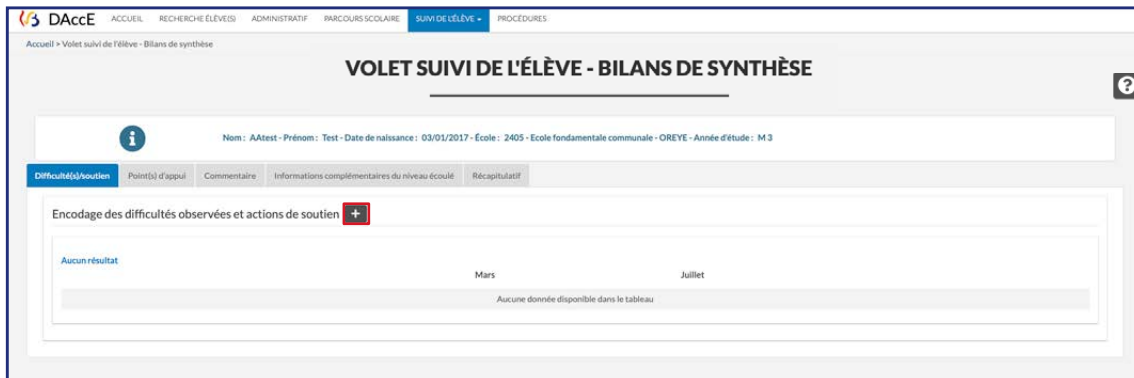 DAccE ACCUEIL RECHERCHE ÉLÈVE(S) ADMINISTRATIF PARCOURS SCOLAIRE SUIVI DE L'ÉLÈVE PROCÉDURES
Accueil > Volet suivi de l'élève - Bilans de synthèse
VOLET SUIVI DE L'ÉLÈVE - BILANS DE SYNTHÈSE
?
i Nom : AAtest - Prénom : Test - Date de naissance : 03/01/2017 - École : 2405 - Ecole fondamentale communale - OREYE - Année d'étude : M 3
Difficulté(s)/soutien Point(s) d'appui Commentaire Informations complémentaires du niveau écoulé Récapitulatif
Encodage des difficultés observées et actions de soutien +
Aucun résultat
Mars Juillet
Aucune donnée disponible dans le tableau